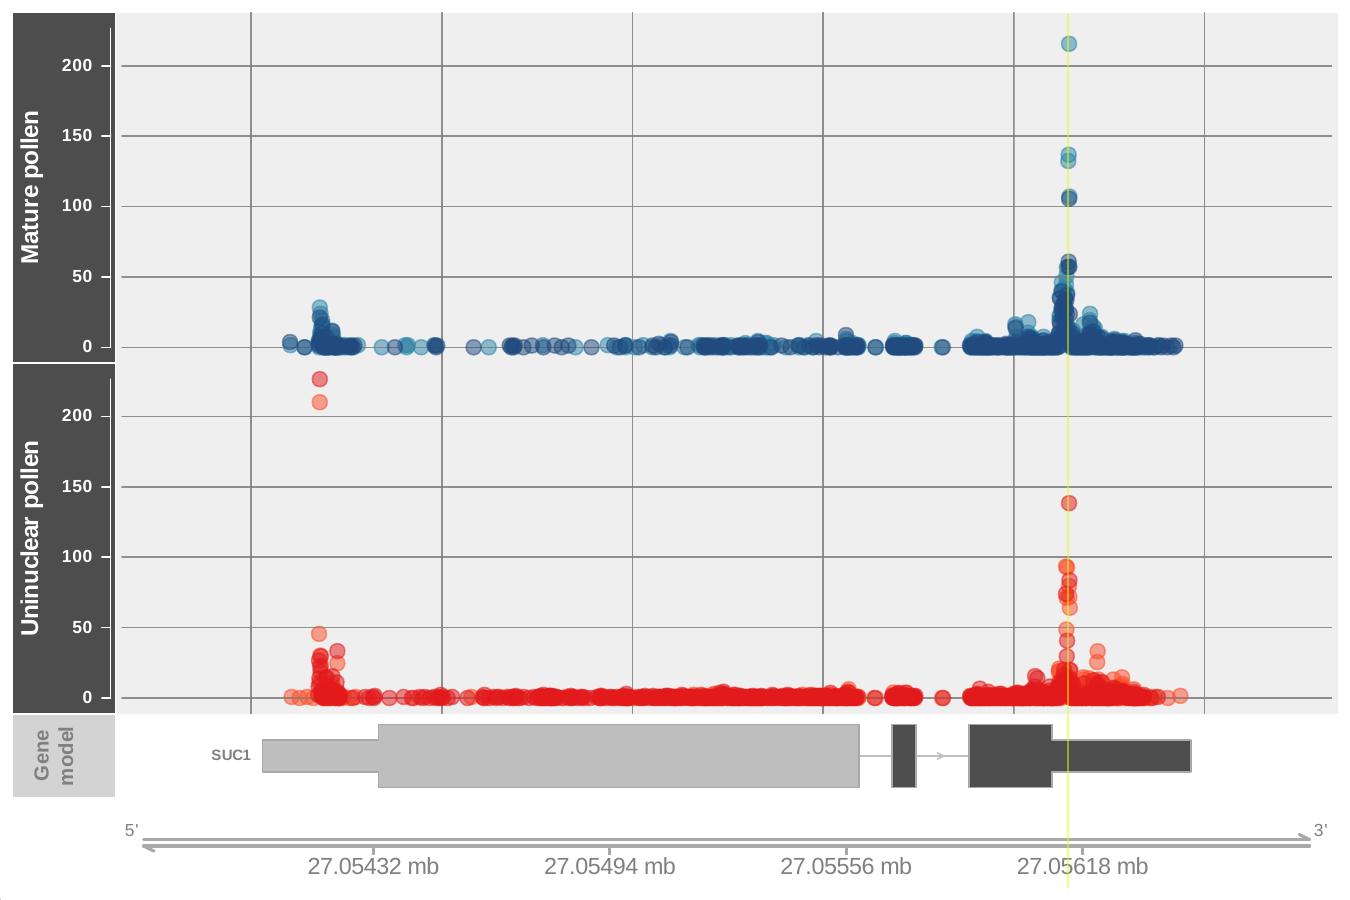 Mature pollen
200
150
100
50
0
Uninuclear pollen
200
150
100
50
0
Gene
model
SUC1
5'
3'
27.05432 mb
27.05494 mb
27.05556 mb
27.05618 mb